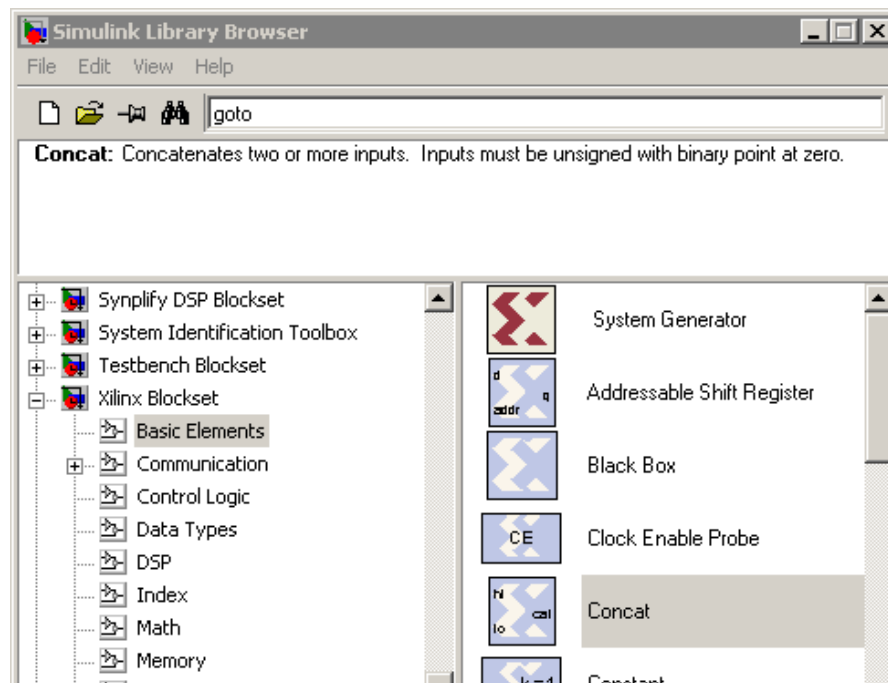 Simulink Library Browser
File Edit View Help
goto
Concat: Concatenates two or more inputs. Inputs must be unsigned with binary point at zero.
Synplify DSP Blockset
System Identification Toolbox
Testbench Blockset
Xilinx Blockset
Basic Elements
Communication
Control Logic
Data Types
DSP
Index
Math
Memory
System Generator
d
q
addr
Addressable Shift Register
Black Box
CE
Clock Enable Probe
hi
lo
Concat
k=1
Constant